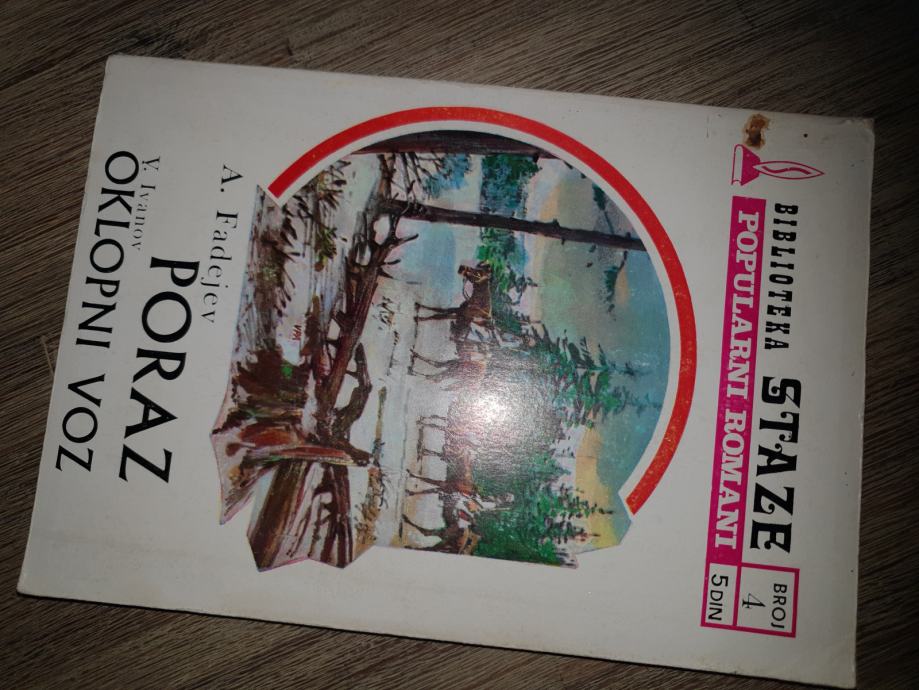 BIBLIOTEKA STAZE
POPULARNI ROMANI
BROJ
4
5 DIN
A. Fadejev
PORAZ
V. Ivanov
OKLOPNI VOZ